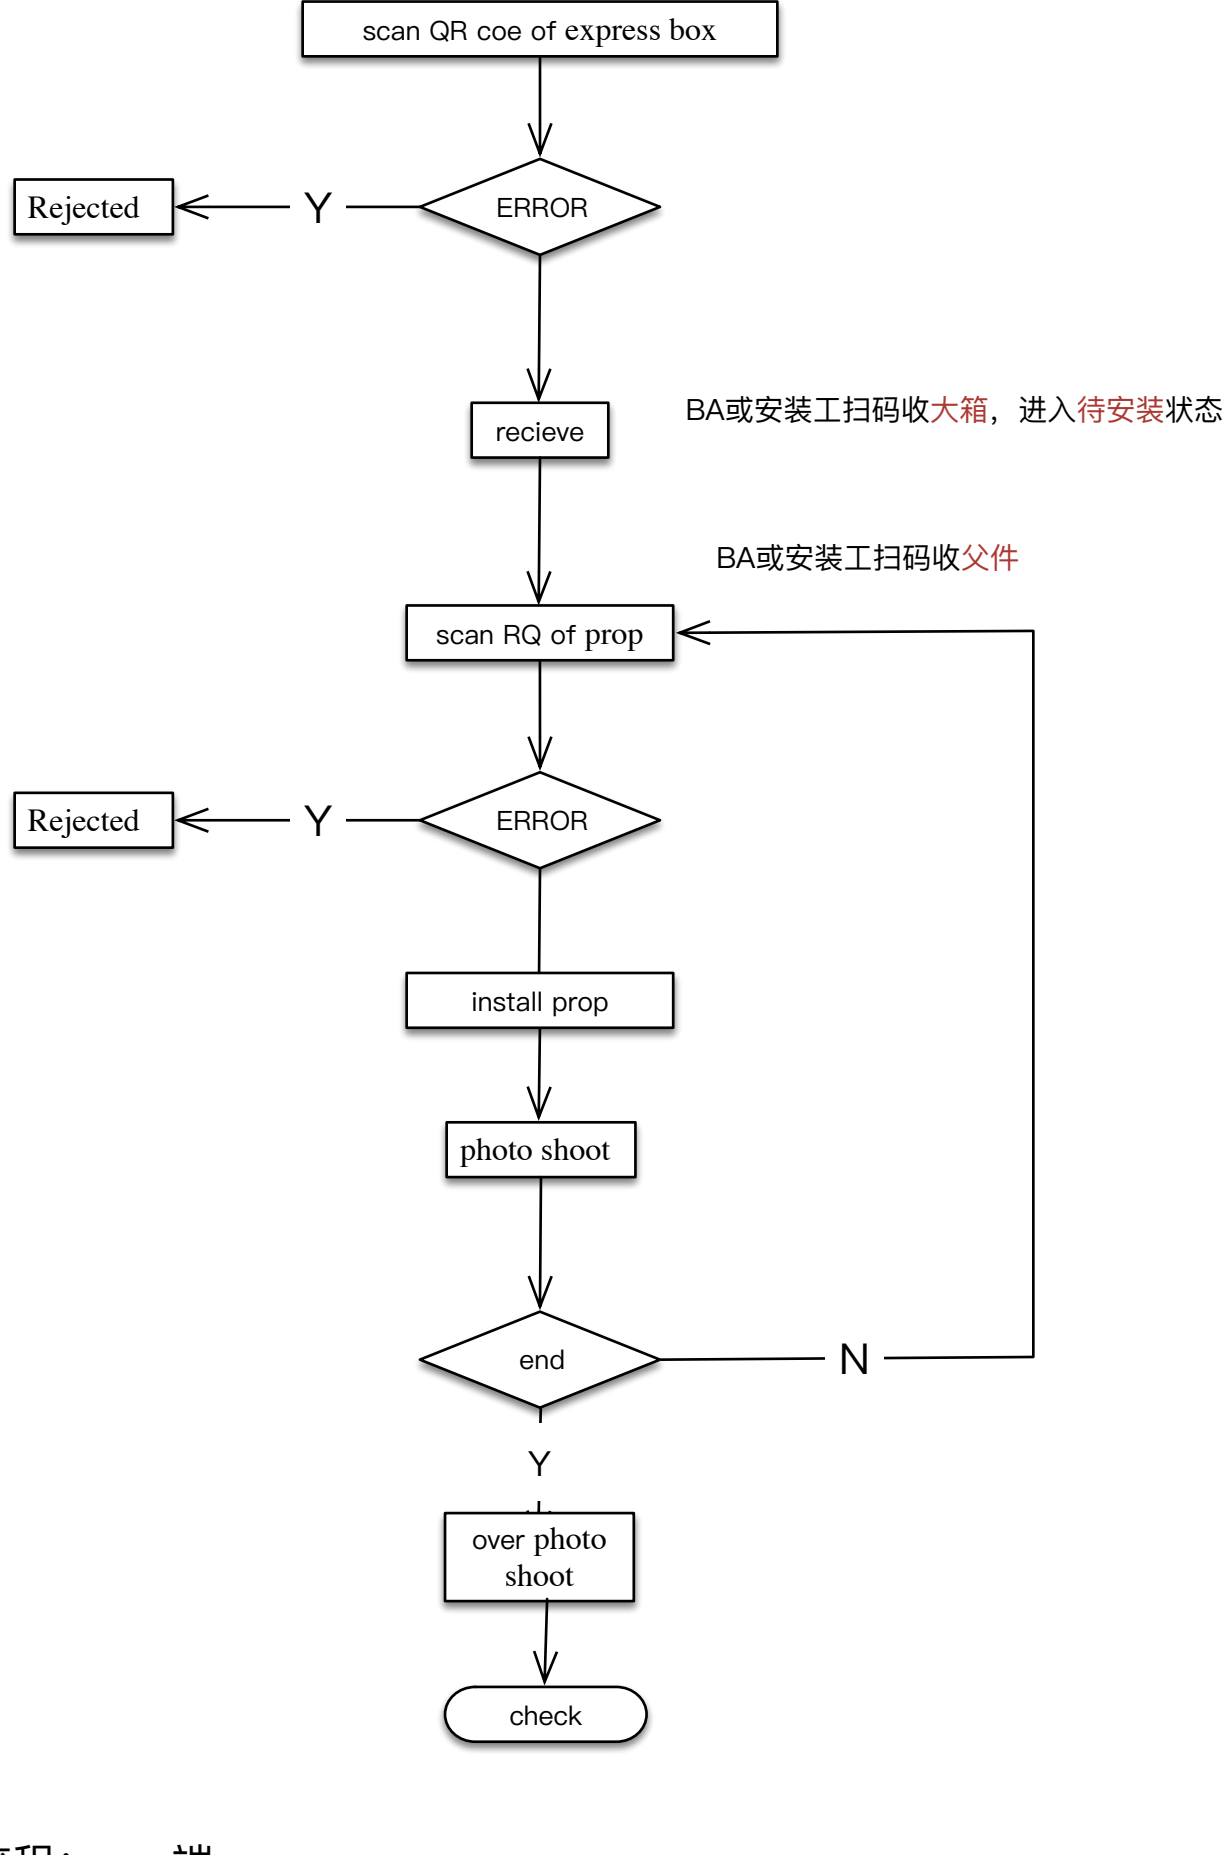 scan QR coe of express box
ERROR
Y
Rejected
BA或安装工扫码收大箱，进入待安装状态
recieve
BA或安装工扫码收父件
scan RQ of prop
ERROR
Y
Rejected
install prop
photo shoot
end
N
Y
over photo
shoot
check